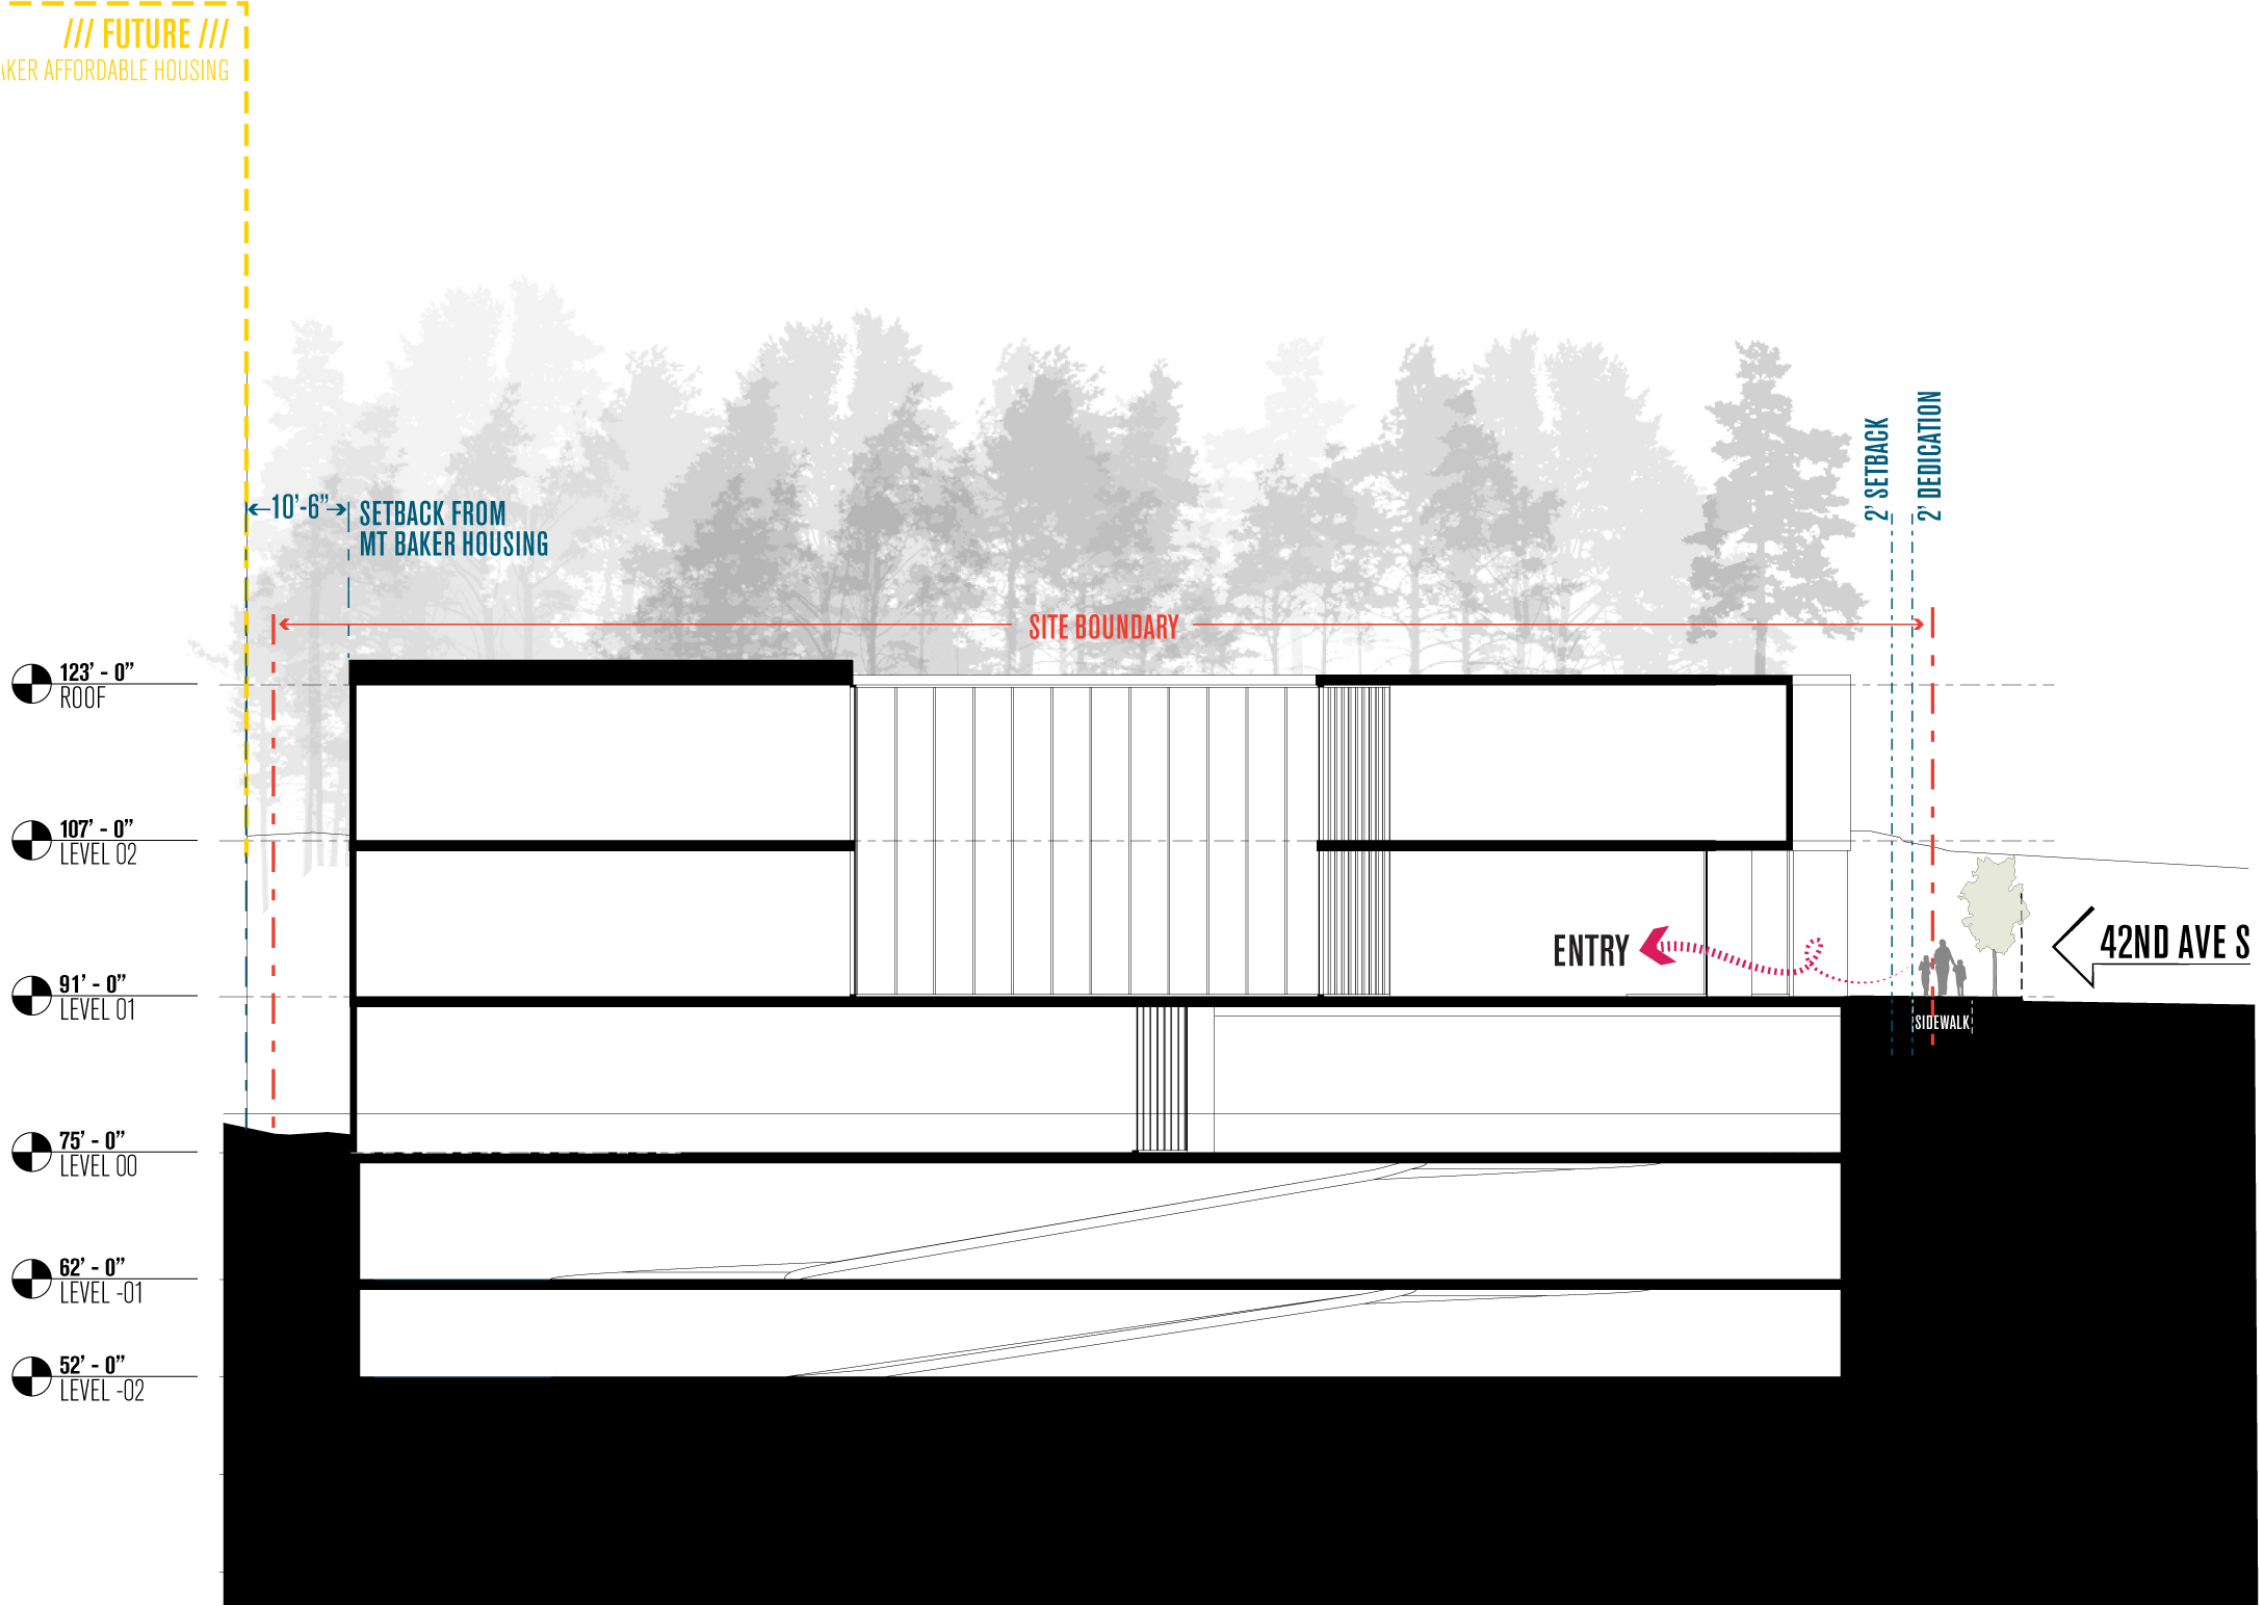 /// FUTURE ///
AKER AFFORDABLE HOUSING
2' SETBACK
2' DEDICATION
10'-6"
SETBACK FROM
MT BAKER HOUSING
SITE BOUNDARY
123' - 0"
ROOF
107' - 0"
LEVEL 02
ENTRY
42ND AVE S
91' - 0"
LEVEL 01
SIDEWALK
75' - 0"
LEVEL 00
62' - 0"
LEVEL -01
52' - 0"
LEVEL -02